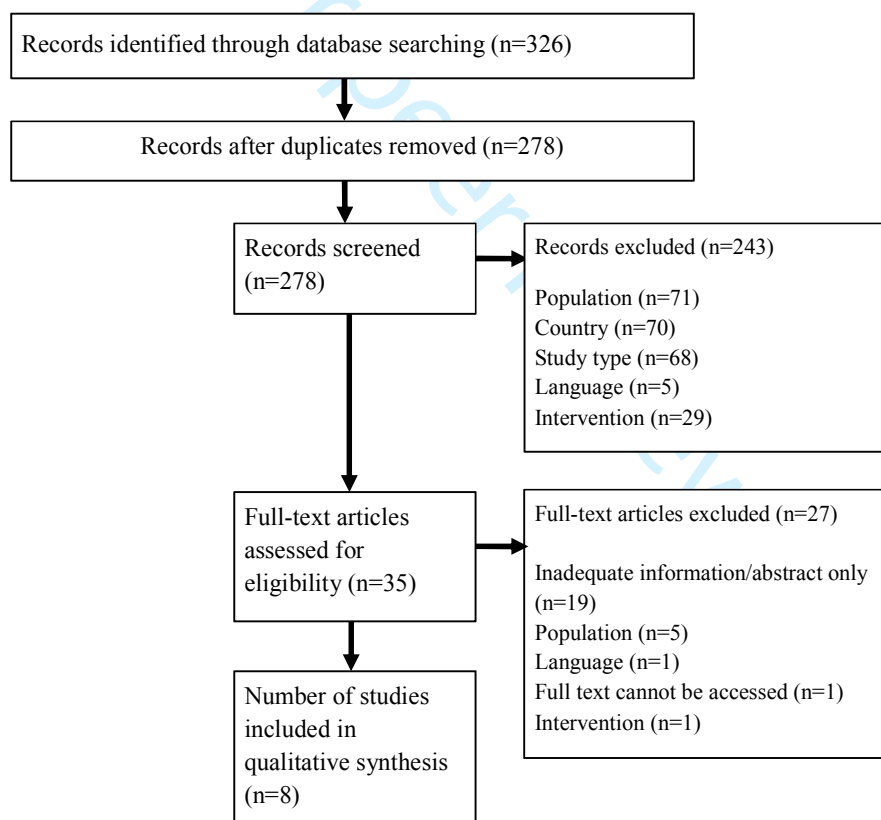 Records identified through database searching (n=326)
Records after duplicates removed (n=278)
Records screened
(n=278)
Records excluded (n=243)
Population (n=71)
Country (n=70)
Study type (n=68)
Language (n=5)
Intervention (n=29)
Full-text articles
assessed for
eligibility (n=35)
Full-text articles excluded (n=27)
Inadequate information/abstract only
(n=19)
Population (n=5)
Language (n=1)
Full text cannot be accessed (n=1)
Intervention (n=1)
Number of studies
included in
qualitative synthesis
(n=8)